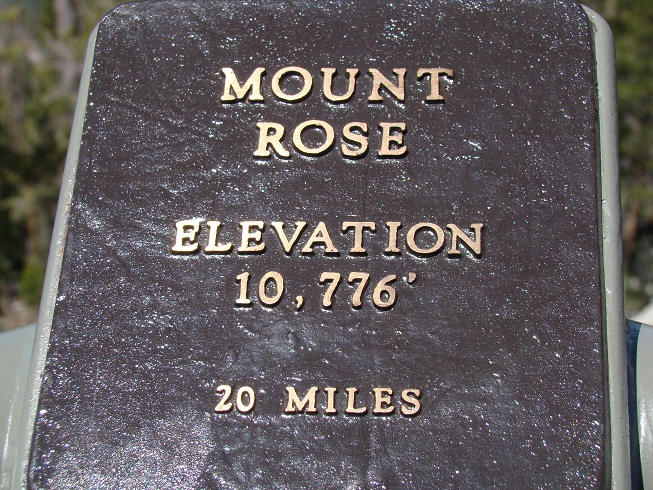 MOUNT
ROSE
ELEVATION
10,776'
20 MILES